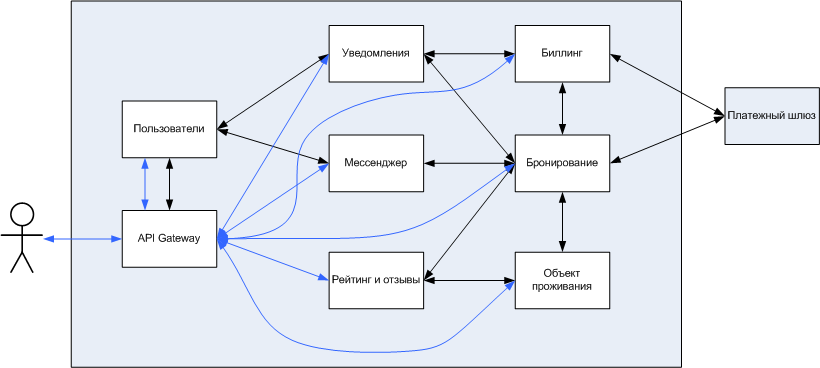 Уведомления
Биллинг
Платежный шлюз
Пользователи
Мессенджер
Бронирование
API Gateway
Рейтинг и отзывы
Объект
проживания